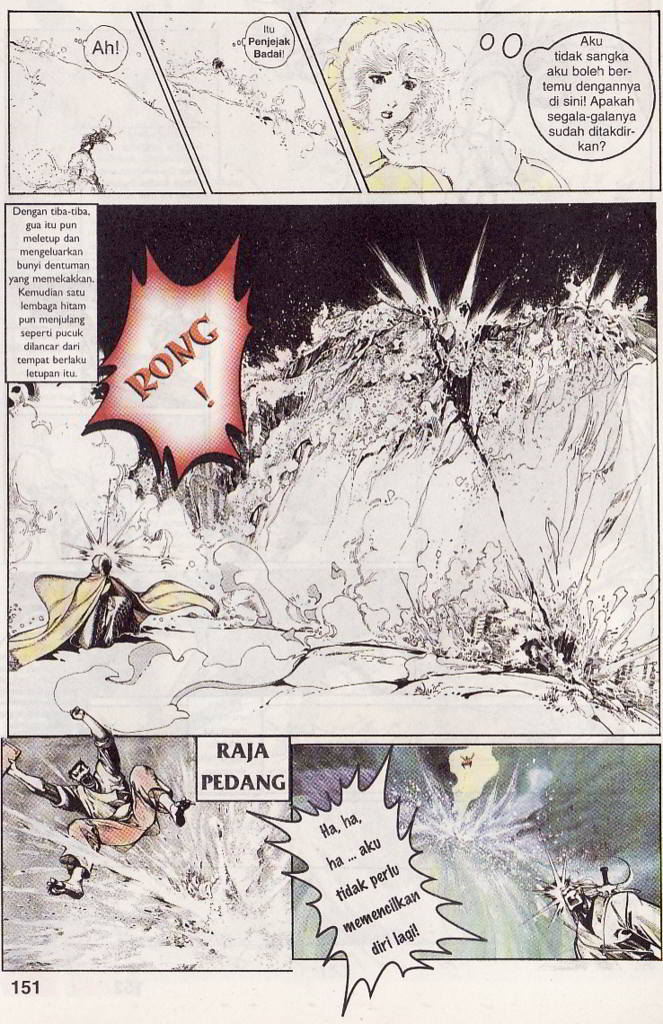 Ah!
Itu
Penjejak
Badai!
Aku
tidak sangka
aku boleh ber-
temu dengannya
di sini! Apakah
segala-galanya
sudah ditakdir-
kan?
Dengan tiba-tiba,
gua itu pun
meletup dan
mengeluarkan
bunyi dentuman
yang memekakkan.
Kemudian satu
lembaga hitam
pun menjulang
seperti pucuk
dilancar dari
tempat berlaku
letupan itu.
RONG
!
RAJA
PEDANG
Ha, ha,
ha ... aku
tidak perlu
memencilkan
diri lagi!
151